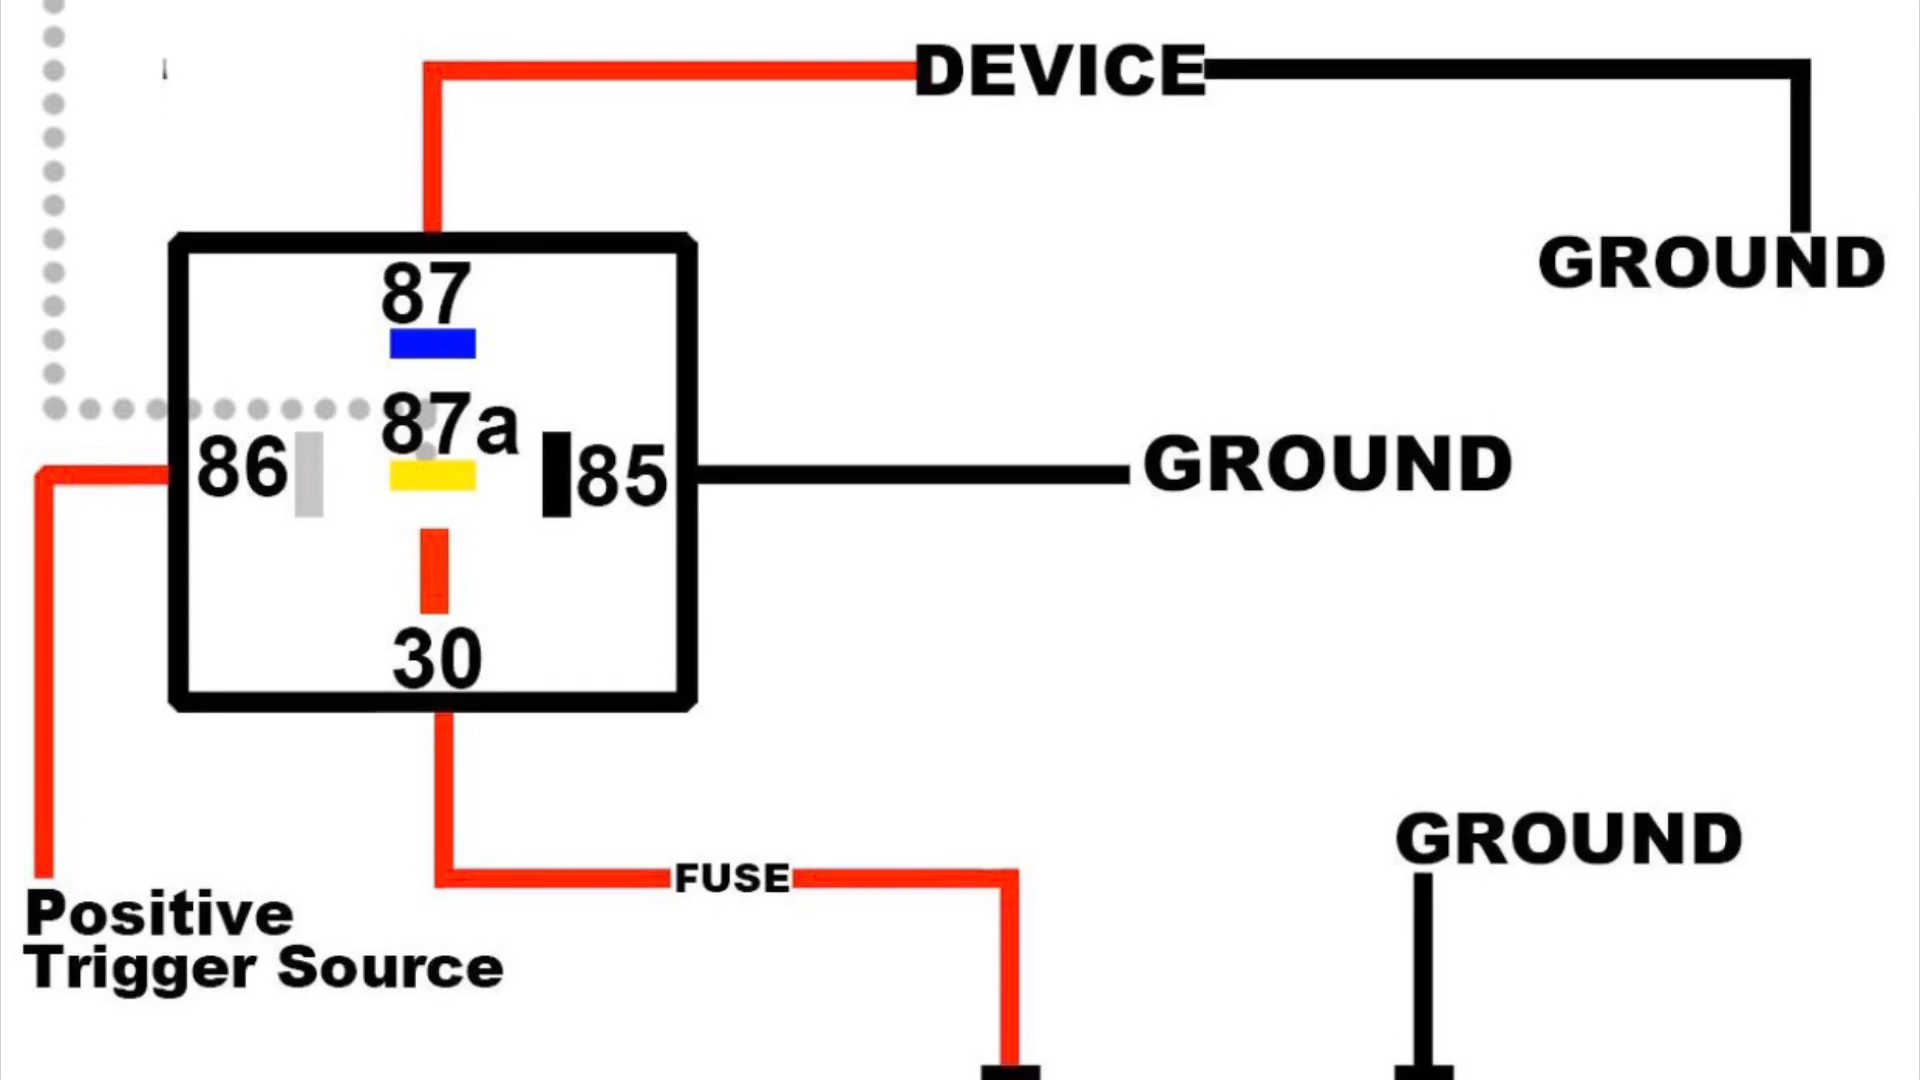 DEVICE
GROUND
87
87a
86
85
GROUND
30
GROUND
FUSE
Positive
Trigger Source